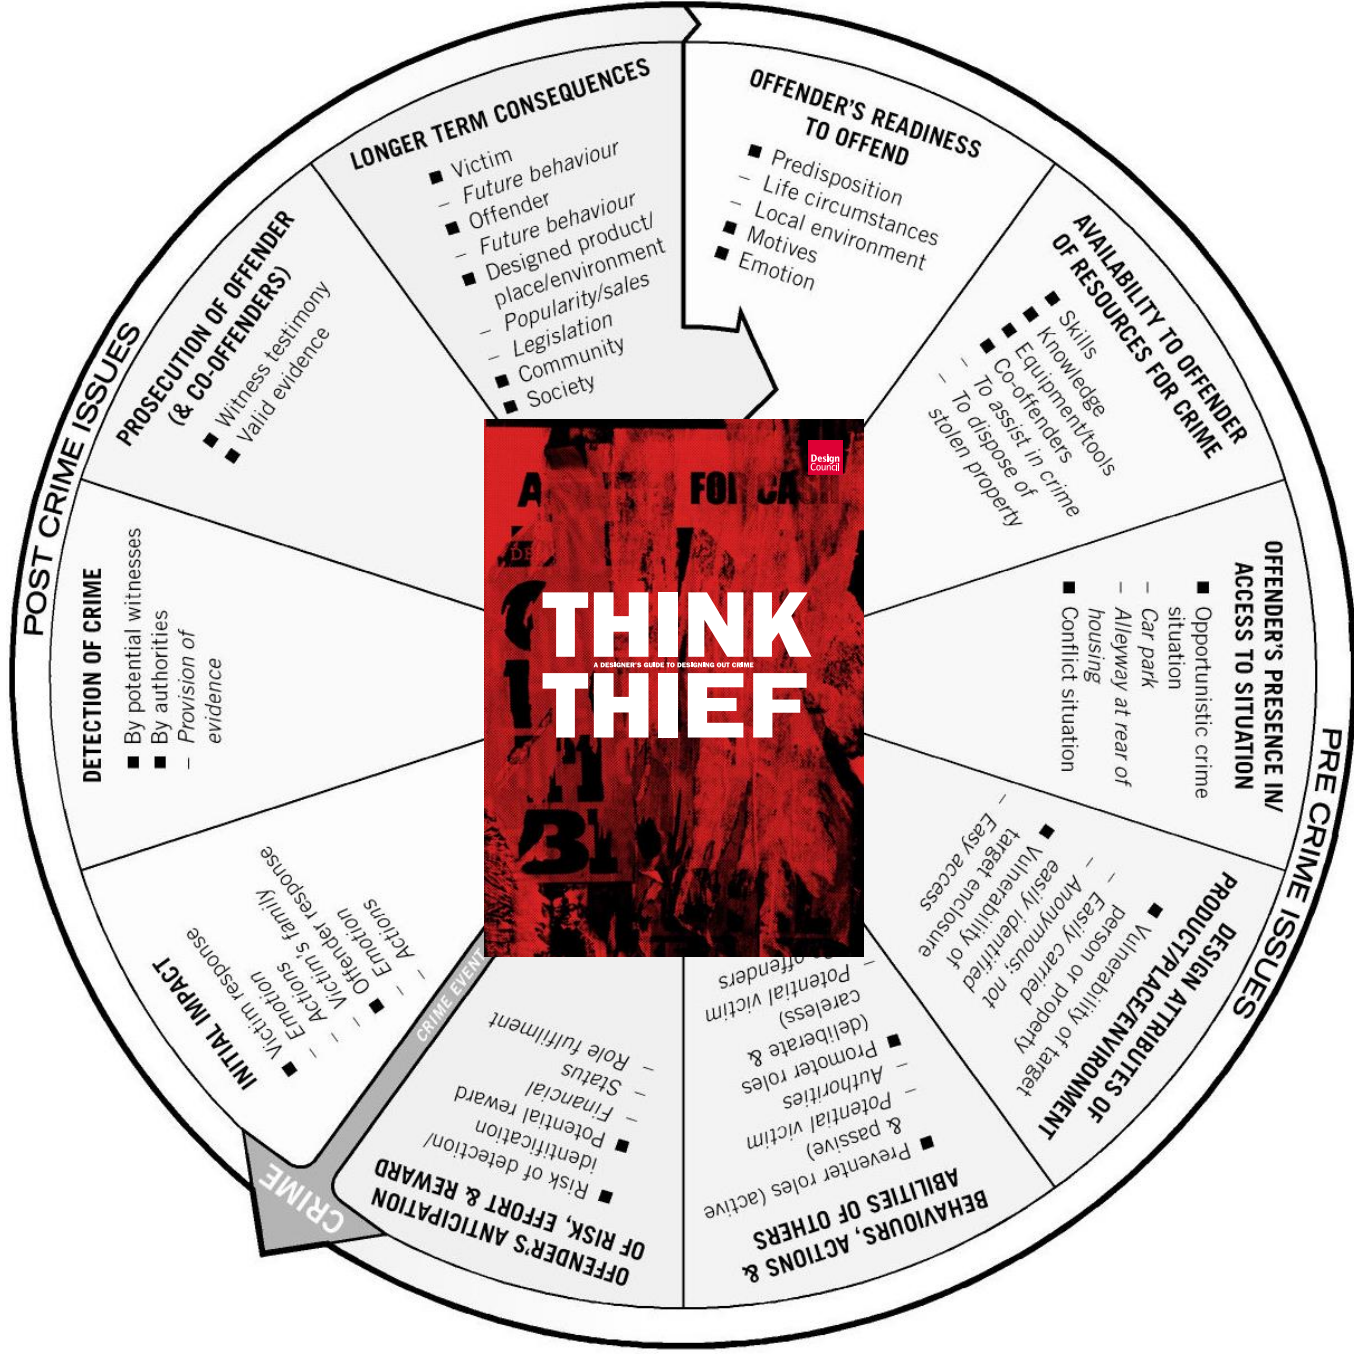 OFFENDER'S READINESS
TO OFFEND
■ Predisposition
– Life circumstances
– Local environment
■ Motives
■ Emotion
AVAILABILITY TO OFFENDER
OF RESOURCES FOR CRIME
■ Skills
■ Knowledge
■ Equipment/tools
■ Co-offenders
– To assist in crime
– To dispose of
stolen property
OFFENDER'S PRESENCE IN/
ACCESS TO SITUATION
■ Opportunistic crime
situation
– Car park
– Alleyway at rear of
housing
■ Conflict situation
PRE CRIME ISSUES
DESIGN ATTRIBUTES OF
PRODUCT/PLACE/ENVIRONMENT
■ Vulnerability of target
person or property
– Easily carried
– Anonymous; not
easily identified
■ Vulnerability of
target enclosure
– Easy access
BEHAVIOURS, ACTIONS &
ABILITIES OF OTHERS
■ Preventer roles (active
& passive)
– Potential victim
– Authorities
■ Promoter roles
(deliberate &
careless)
– Potential victim
offenders
OFFENDER'S ANTICIPATION
OF RISK, EFFORT & REWARD
■ Risk of detection/
identification
■ Potential reward
– Financial
– Status
– Role fulfilment
CRIME EVENT
CRIME
INITIAL IMPACT
■ Victim response
– Emotion
– Actions
– Victim's family
■ Offender response
– Emotion
– Actions
DETECTION OF CRIME
■ By potential witnesses
■ By authorities
– Provision of
evidence
POST CRIME ISSUES
PROSECUTION OF OFFENDER
(& CO-OFFENDERS)
■ Witness testimony
■ Valid evidence
LONGER TERM CONSEQUENCES
■ Victim
– Future behaviour
■ Offender
– Future behaviour
■ Designed product/
place/environment
– Popularity/sales
– Legislation
■ Community
■ Society
Design
Council
FOR CASH
THINK
A DESIGNER'S GUIDE TO DESIGNING OUT CRIME
THIEF
31